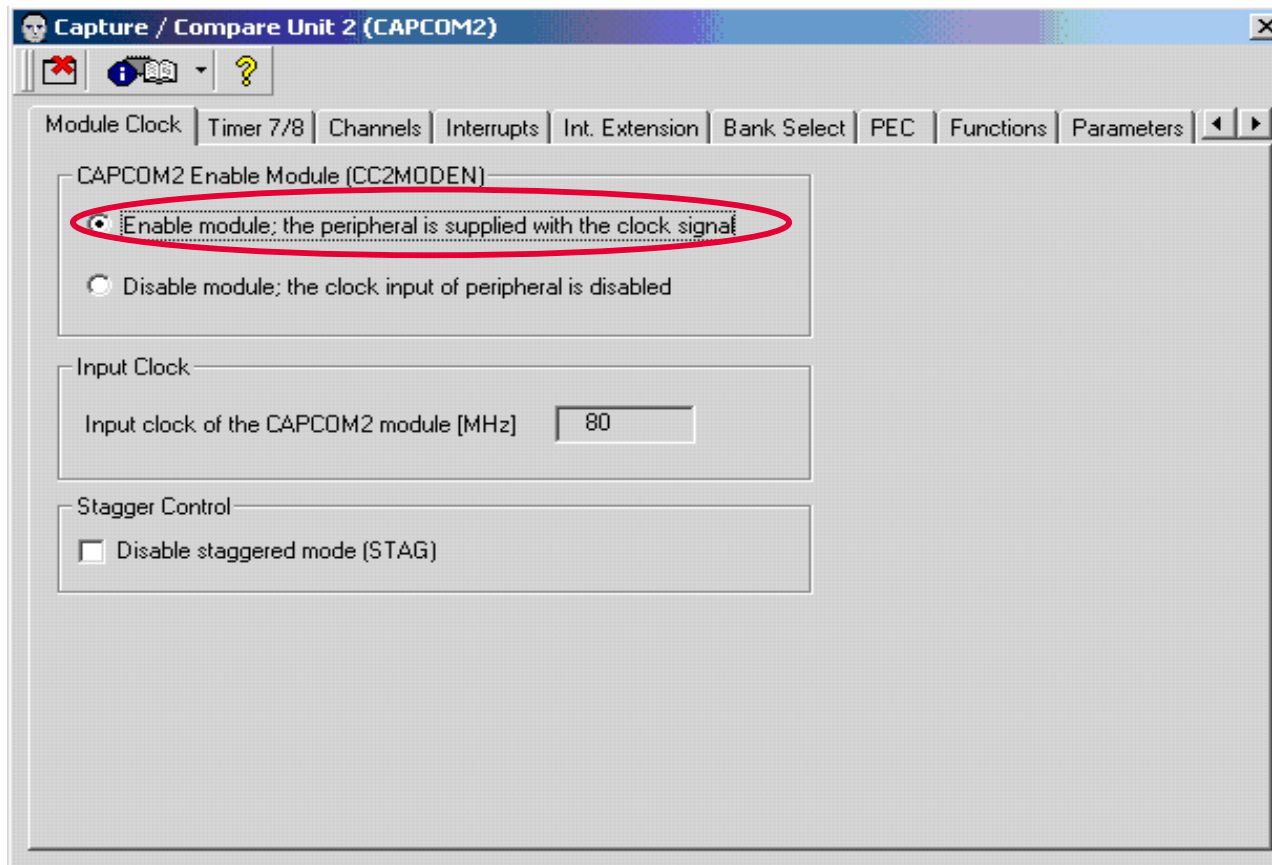 Capture / Compare Unit 2 (CAPCOM2)
Module Clock Timer 7/8 Channels Interrupts Int. Extension Bank Select PEC Functions Parameters
CAPCOM2 Enable Module (CC2MODEN)
Enable module; the peripheral is supplied with the clock signal
Disable module; the clock input of peripheral is disabled
Input Clock
Input clock of the CAPCOM2 module [MHz] 80
Stagger Control
Disable staggered mode (STAG)